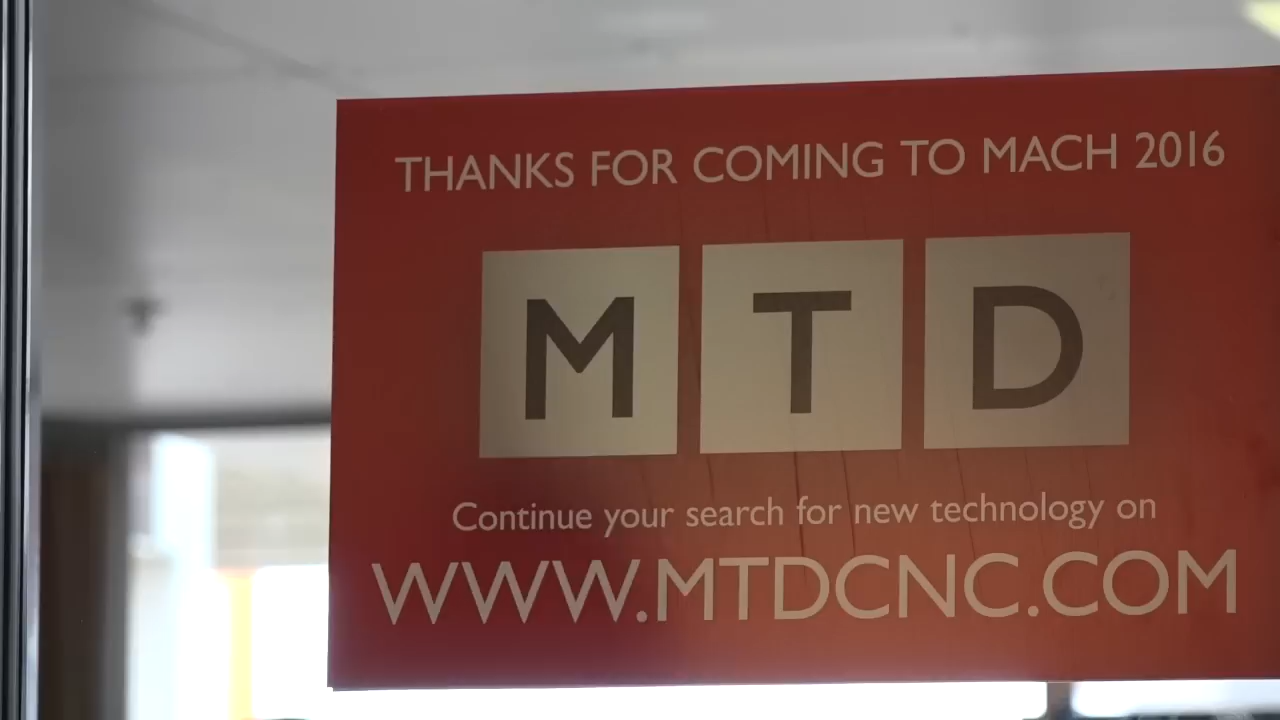 THANKS FOR COMING TO MACH 2016
M T D
Continue your search for new technology on
WWW.MTDCNC.COM